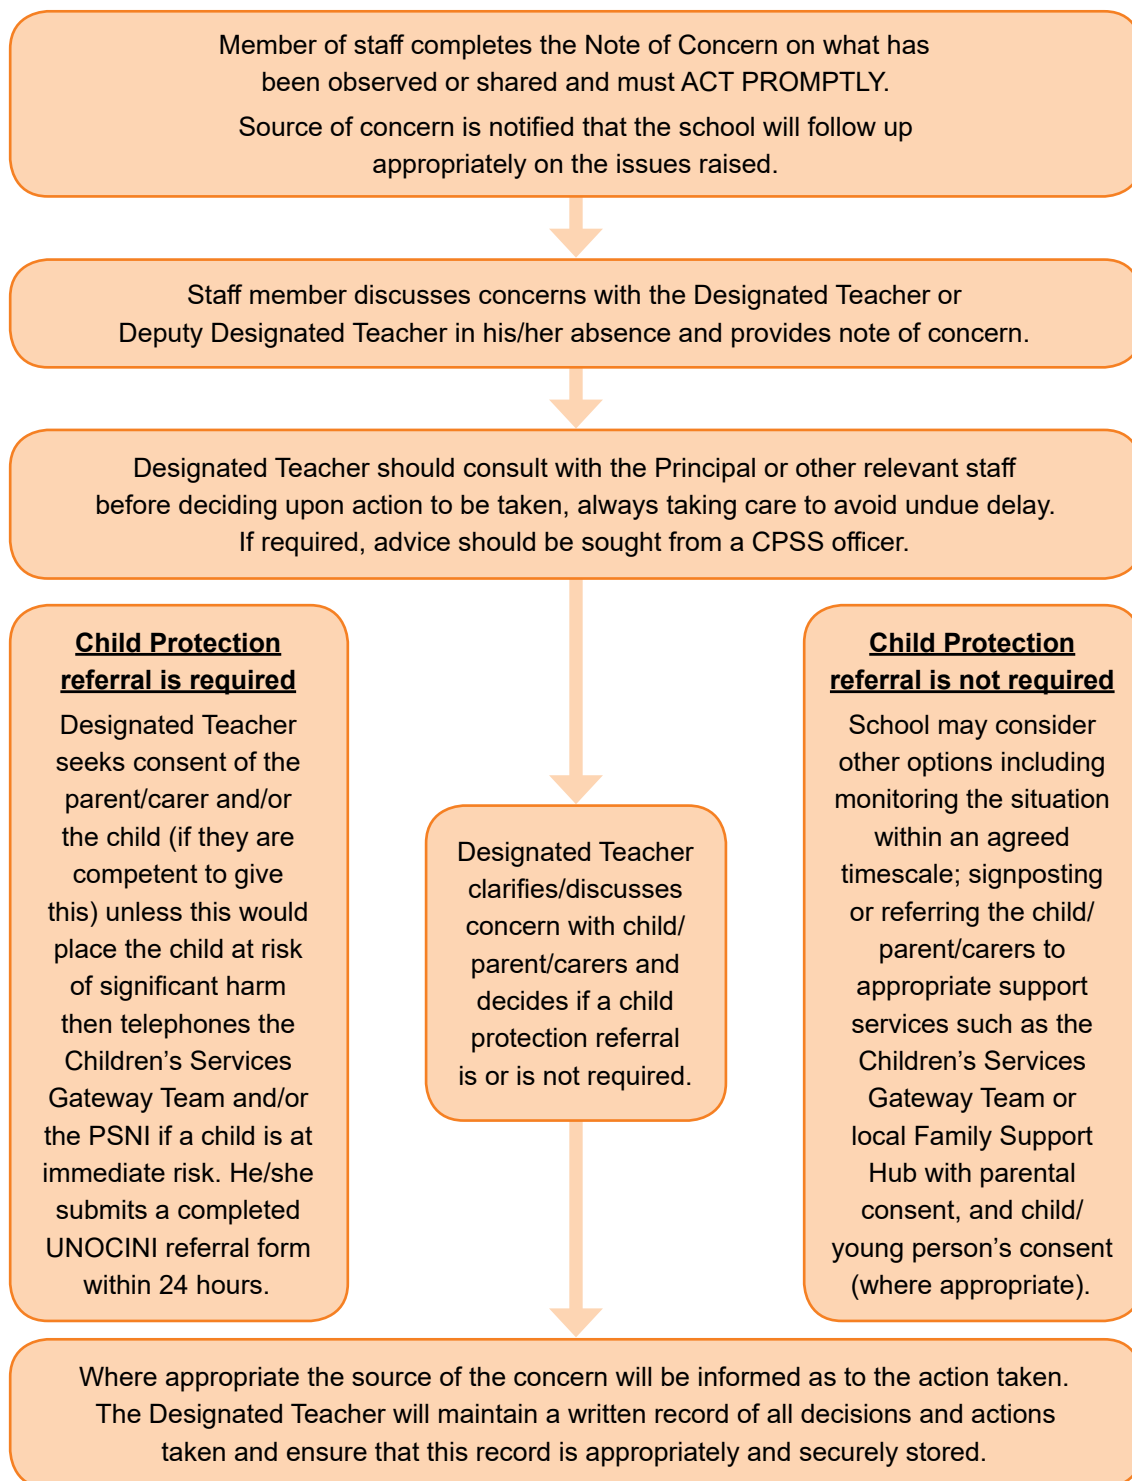 Member of staff completes the Note of Concern on what has
been observed or shared and must ACT PROMPTLY.
Source of concern is notified that the school will follow up
appropriately on the issues raised.
Staff member discusses concerns with the Designated Teacher or
Deputy Designated Teacher in his/her absence and provides note of concern.
Designated Teacher should consult with the Principal or other relevant staff
before deciding upon action to be taken, always taking care to avoid undue delay.
If required, advice should be sought from a CPSS officer.
Child Protection
referral is required
Designated Teacher
seeks consent of the
parent/carer and/or
the child (if they are
competent to give
this) unless this would
place the child at risk
of significant harm
then telephones the
Children’s Services
Gateway Team and/or
the PSNI if a child is at
immediate risk. He/she
submits a completed
UNOCINI referral form
within 24 hours.
Designated Teacher
clarifies/discusses
concern with child/
parent/carers and
decides if a child
protection referral
is or is not required.
Child Protection
referral is not required
School may consider
other options including
monitoring the situation
within an agreed
timescale; signposting
or referring the child/
parent/carers to
appropriate support
services such as the
Children’s Services
Gateway Team or
local Family Support
Hub with parental
consent, and child/
young person’s consent
(where appropriate).
Where appropriate the source of the concern will be informed as to the action taken.
The Designated Teacher will maintain a written record of all decisions and actions
taken and ensure that this record is appropriately and securely stored.